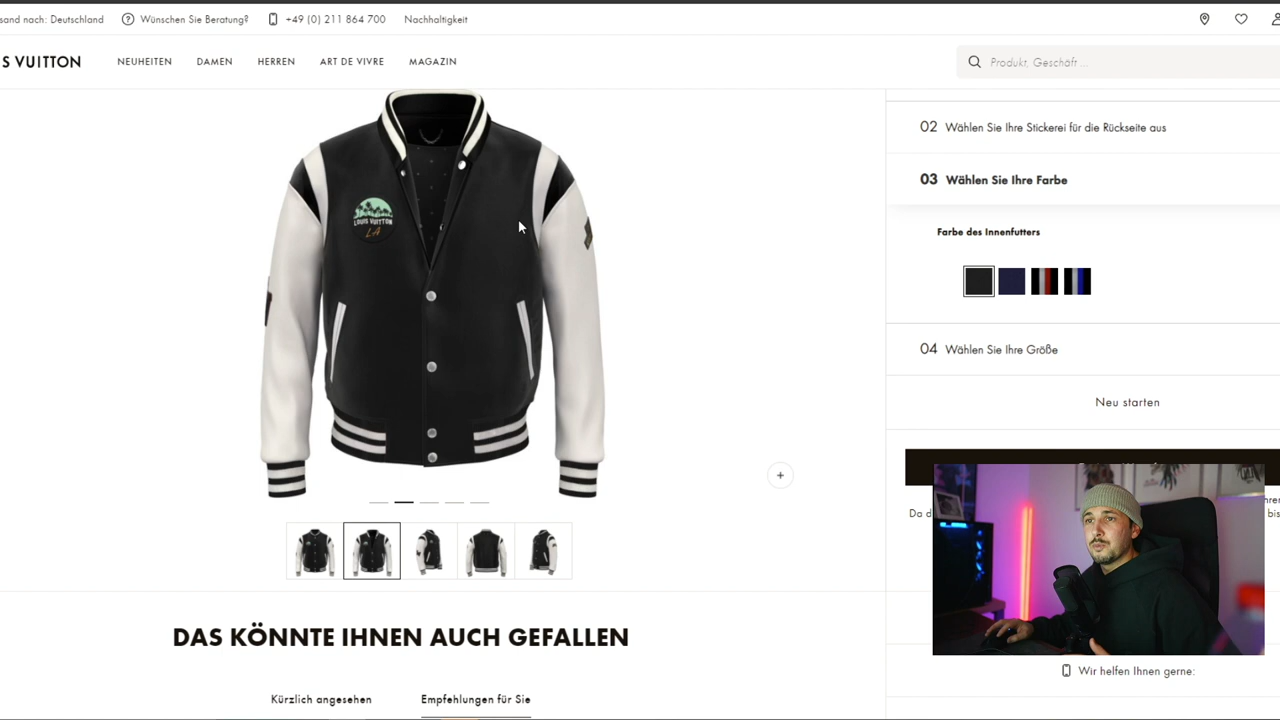 sand nach: Deutschland
Wünschen Sie Beratung?
+49 (0) 211 864 700
Nachhaltigkeit
S VUITTON
NEUHEITEN
DAMEN
HERREN
ART DE VIVRE
MAGAZIN
Produkt, Geschäft ...
02 Wählen Sie Ihre Stickerei für die Rückseite aus
03 Wählen Sie Ihre Farbe
Farbe des Innenfutters
LOUIS VUITTON
LA
04 Wählen Sie Ihre Größe
Neu starten
Da d
bis
DAS KÖNNTE IHNEN AUCH GEFALLEN
Wir helfen Ihnen gerne:
Kürzlich angesehen
Empfehlungen für Sie